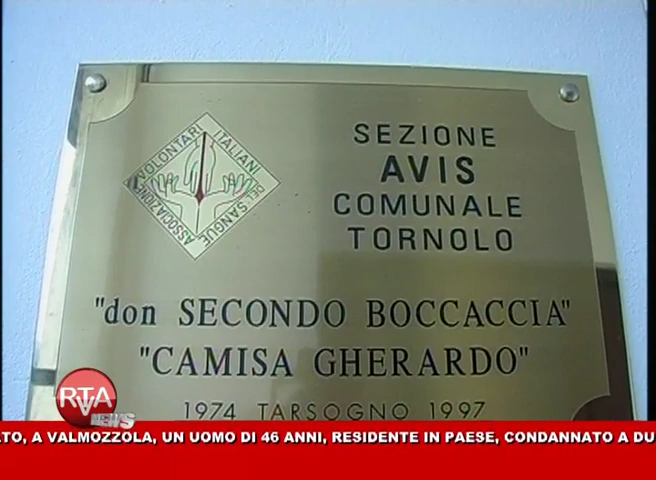 ASSOCIAZIONE VOLONTARI ITALIANI DEL SANGUE
SEZIONE
AVIS
COMUNALE
TORNOLO
"don SECONDO BOCCACCIA"
"CAMISA GHERARDO"
1974 TARSOGNO 1997
RTA
NEWS
TO, A VALMOZZOLA, UN UOMO DI 46 ANNI, RESIDENTE IN PAESE, CONDANNATO A DU